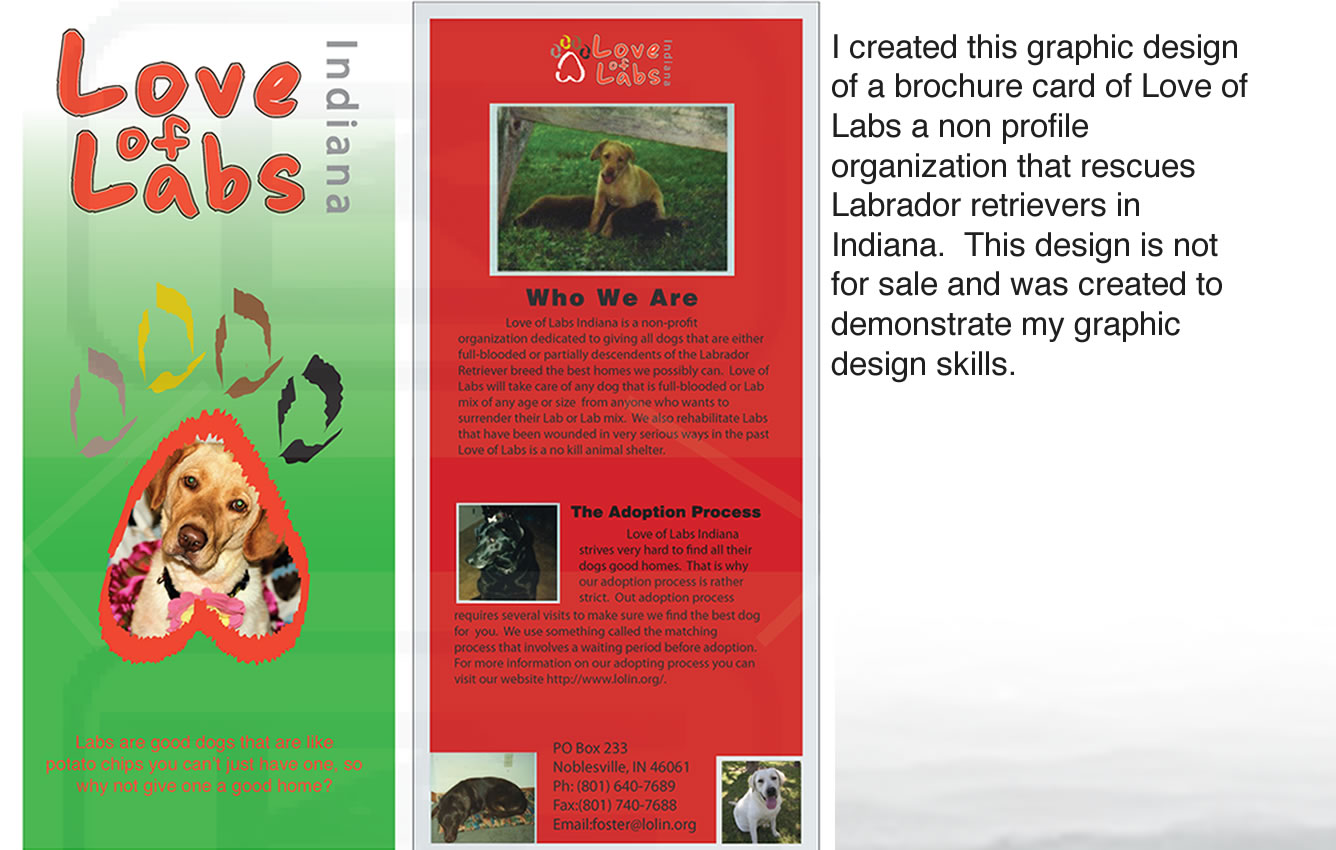 Love
of
Labs
Indiana
Labs are good dogs that are like
potato chips you can't just have one, so
why not give one a good home?
Love
of
Labs
Indiana
Who We Are
Love of Labs Indiana is a non-profit
organization dedicated to giving all dogs that are either
full-blooded or partially descendents of the Labrador
Retriever breed the best homes we possibly can. Love of
Labs will take care of any dog that is full-blooded or Lab
mix of any age or size from anyone who wants to
surrender their Lab or Lab mix. We also rehabilitate Labs
that have been wounded in very serious ways in the past
Love of Labs is a no kill animal shelter.
The Adoption Process
Love of Labs Indiana
strives very hard to find all their
dogs good homes. That is why
our adoption process is rather
strict. Out adoption process
requires several visits to make sure we find the best dog
for you. We use something called the matching
process that involves a waiting period before adoption.
For more information on our adopting process you can
visit our website http://www.lolin.org/.
PO Box 233
Noblesville, IN 46061
Ph: (801) 640-7689
Fax:(801) 740-7688
Email:foster@lolin.org
I created this graphic design
of a brochure card of Love of
Labs a non profile
organization that rescues
Labrador retrievers in
Indiana. This design is not
for sale and was created to
demonstrate my graphic
design skills.